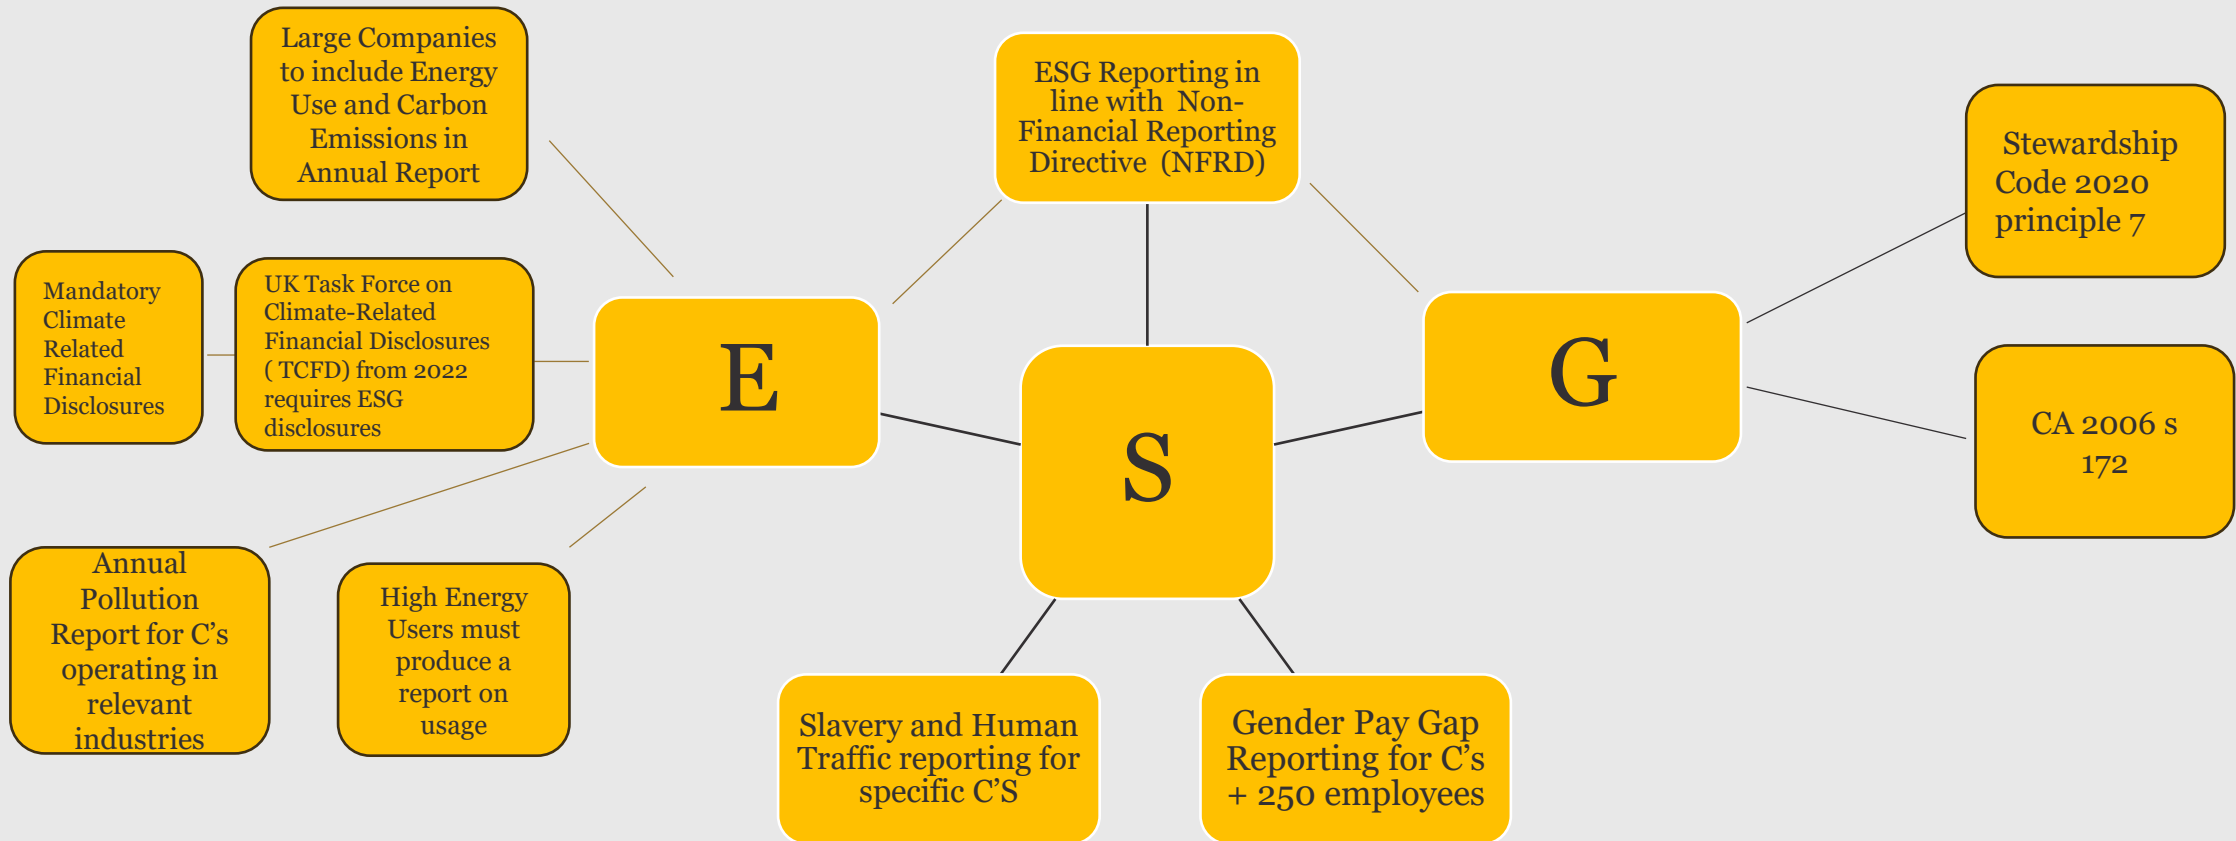 Large Companies
to include Energy
Use and Carbon
Emissions in
Annual Report
ESG Reporting in
line with Non-
Financial Reporting
Directive (NFRD)
Stewardship
Code 2020
principle 7
Mandatory
Climate
Related
Financial
Disclosures
UK Task Force on
Climate-Related
Financial Disclosures
( TCFD) from 2022
requires ESG
disclosures
E
S
G
CA 2006 s
172
Annual
Pollution
Report for C’s
operating in
relevant
industries
High Energy
Users must
produce a
report on
usage
Slavery and Human
Traffic reporting for
specific C’S
Gender Pay Gap
Reporting for C’s
+ 250 employees